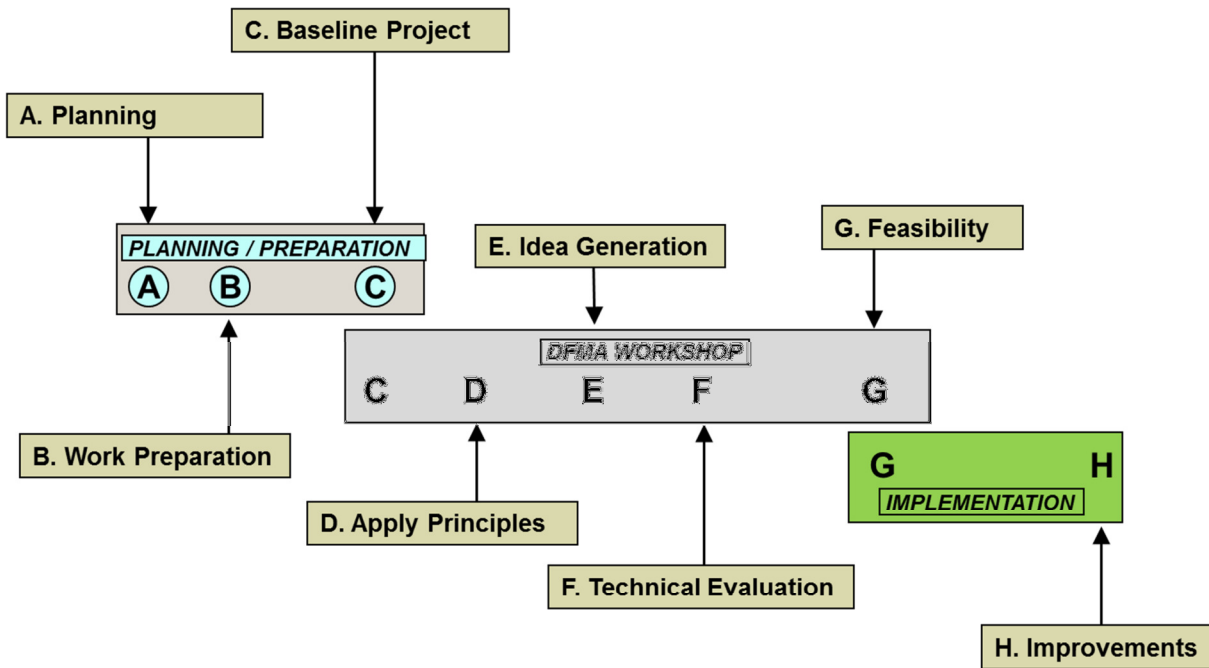 C. Baseline Project
A. Planning
PLANNING / PREPARATION
A B C
E. Idea Generation
G. Feasibility
DFMA WORKSHOP
C D E F G
B. Work Preparation
D. Apply Principles
G H
IMPLEMENTATION
F. Technical Evaluation
H. Improvements